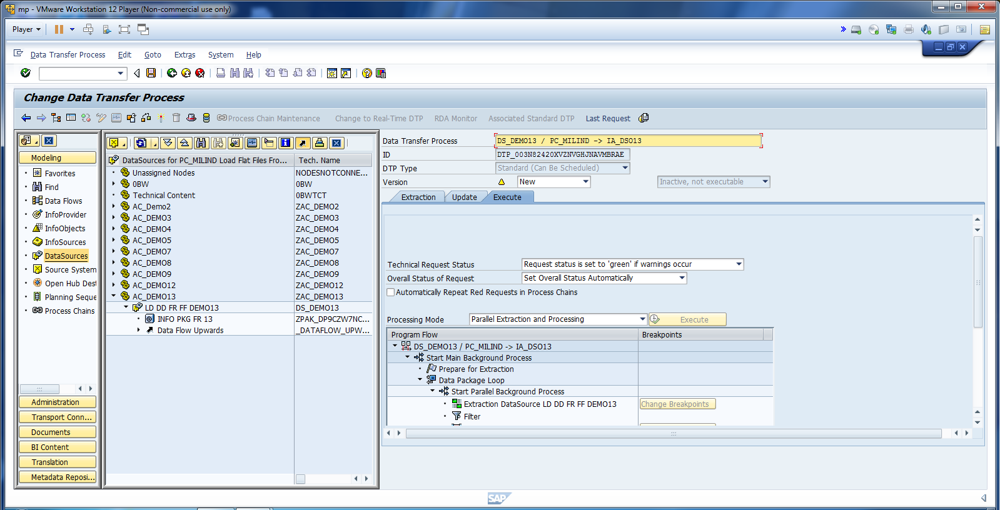 mp - VMware Workstation 12 Player (Non-commercial use only)
Player
Data Transfer Process Edit Goto Extras System Help
Change Data Transfer Process
Process Chain Maintenance Change to Real-Time DTP RDA Monitor Associated Standard DTP Last Request
Modeling
Favorites
Find
Data Flows
InfoProvider
InfoObjects
InfoSources
DataSources
Source System
Open Hub Dest
Planning Seque
Process Chains
Administration
Transport Conn...
Documents
BI Content
Translation
Metadata Reposi...
DataSources for PC_MILIND Load Flat Files Fro... Tech. Name
Unassigned Nodes NODESNOTCONNE...
0BW 0BW
Technical Content 0BWTCT
AC_Demo2 ZAC_DEMO2
AC_DEMO3 ZAC_DEMO3
AC_DEMO4 ZAC_DEMO4
AC_DEMO5 ZAC_DEMO5
AC_DEMO7 ZAC_DEMO7
AC_DEMO8 ZAC_DEMO8
AC_DEMO9 ZAC_DEMO9
AC_DEMO12 ZAC_DEMO12
AC_DEMO13 ZAC_DEMO13
LD DD FR FF DEMO13 DS_DEMO13
INFO PKG FR 13 ZPAK_DP9CZW7NC...
Data Flow Upwards _DATAFLOW_UPW...
Data Transfer Process DS_DEMO13 / PC_MILIND -> IA_DSO13
ID DTP_003N82420XVZNVGHJNAVMBRAE
DTP Type Standard (Can Be Scheduled)
Version New Inactive, not executable
Extraction Update Execute
Technical Request Status Request status is set to 'green' if warnings occur
Overall Status of Request Set Overall Status Automatically
Automatically Repeat Red Requests in Process Chains
Processing Mode Parallel Extraction and Processing Execute
Program Flow Breakpoints
DS_DEMO13 / PC_MILIND -> IA_DSO13
Start Main Background Process
Prepare for Extraction
Data Package Loop
Start Parallel Background Process
Extraction DataSource LD DD FR FF DEMO13 Change Breakpoints
Filter
SAP